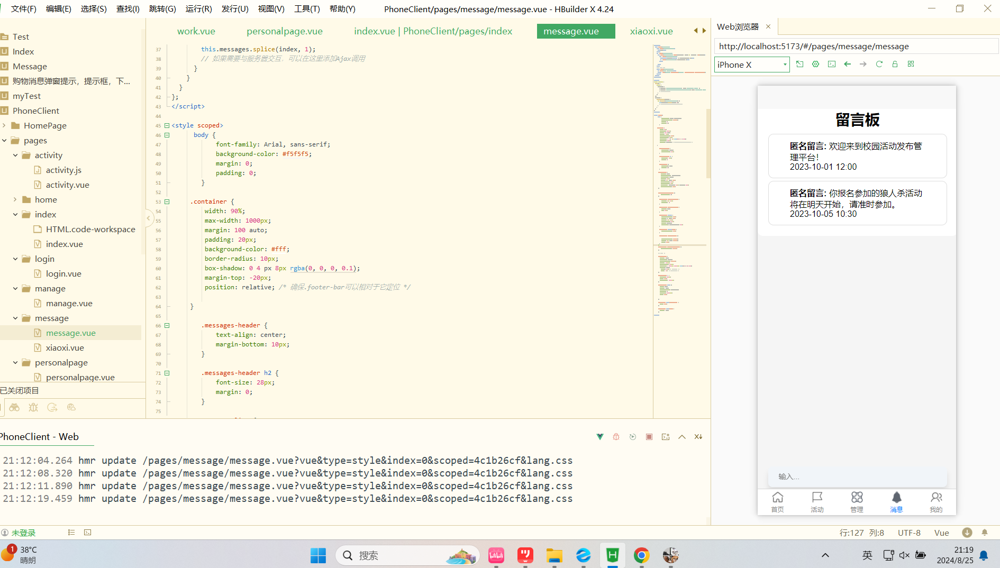 文件(F) 编辑(E) 选择(S) 查找(I) 跳转(G) 运行(R) 发行(U) 视图(V) 工具(T) 帮助(Y) PhoneClient/pages/message/message.vue - HBuilder X 4.24
Test
Index
Message
购物消息弹窗提示，提示框，下...
myTest
PhoneClient
HomePage
pages
activity
activity.js
activity.vue
home
index
HTML.code-workspace
index.vue
login
login.vue
manage
manage.vue
message
message.vue
xiaoxi.vue
personalpage
personalpage.vue
已关闭项目
work.vue personalpage.vue index.vue | PhoneClient/pages/index message.vue xiaoxi.vue
37 this.messages.splice(index, 1);
38 // 如果需要与服务器交互，可以在这里添加Ajax调用
39 }
40 }
41 }
42 };
43 </script>
44
45 <style scoped>
46 body {
47 font-family: Arial, sans-serif;
48 background-color: #f5f5f5;
49 margin: 0;
50 padding: 0;
51 }
52
53 .container {
54 width: 90%;
55 max-width: 1000px;
56 margin: 100 auto;
57 padding: 20px;
58 background-color: #fff;
59 border-radius: 10px;
60 box-shadow: 0 4 px 8px rgba(0, 0, 0, 0.1);
61 margin-top: -20px;
62 position: relative; /* 确保.footer-bar可以相对于它定位 */
63
64 }
65
66 .messages-header {
67 text-align: center;
68 margin-bottom: 10px;
69 }
70
71 .messages-header h2 {
72 font-size: 28px;
73 margin: 0;
74 }
75
Web浏览器
http://localhost:5173/#/pages/message/message
iPhone X
留言板
匿名留言: 欢迎来到校园活动发布管
理平台！
2023-10-01 12:00
匿名留言: 你报名参加的狼人杀活动
将在明天开始，请准时参加。
2023-10-05 10:30
输入...
首页 活动 管理 消息 我的
PhoneClient - Web
21:12:04.264 hmr update /pages/message/message.vue?vue&type=style&index=0&scoped=4c1b26cf&lang.css
21:12:08.320 hmr update /pages/message/message.vue?vue&type=style&index=0&scoped=4c1b26cf&lang.css
21:12:11.890 hmr update /pages/message/message.vue?vue&type=style&index=0&scoped=4c1b26cf&lang.css
21:12:19.459 hmr update /pages/message/message.vue?vue&type=style&index=0&scoped=4c1b26cf&lang.css
未登录 行:127 列:8 UTF-8 Vue
1 38°C
晴朗
搜索
bilibili
英
21:19
2024/8/25